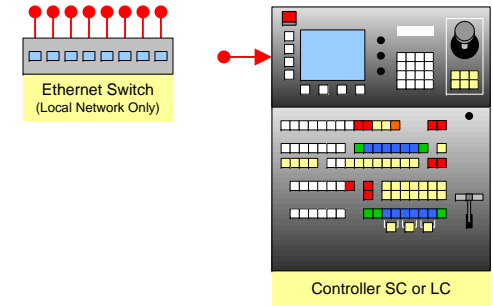 Ethernet Switch
(Local Network Only)
Controller SC or LC